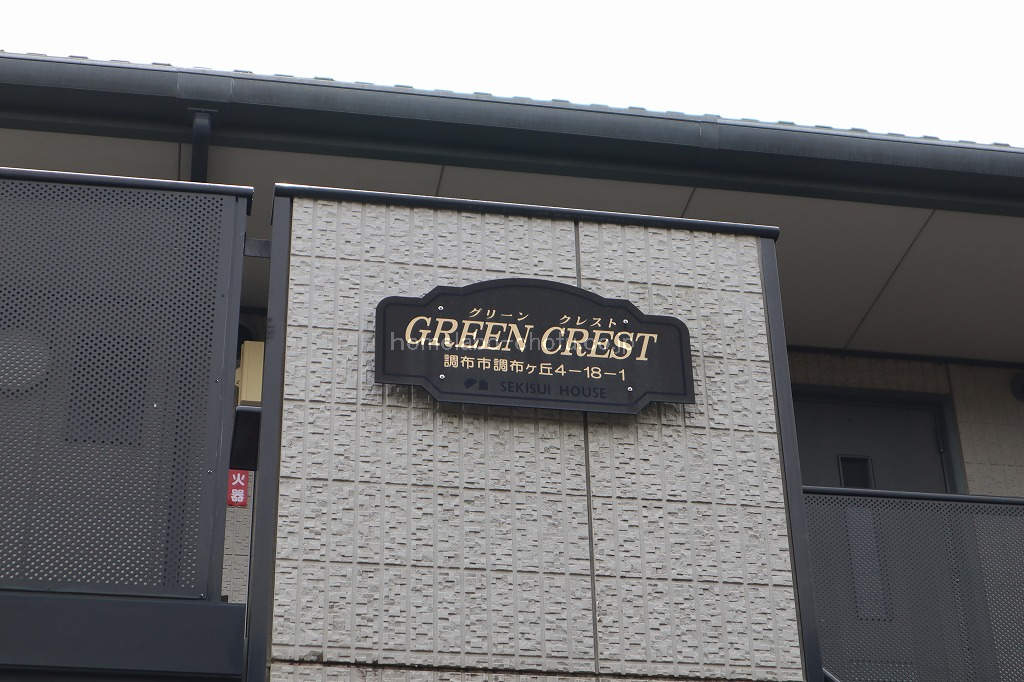 グリーン クレスト
GREEN CREST
調布市調布ヶ丘4-18-1
SEKISUI HOUSE
火器